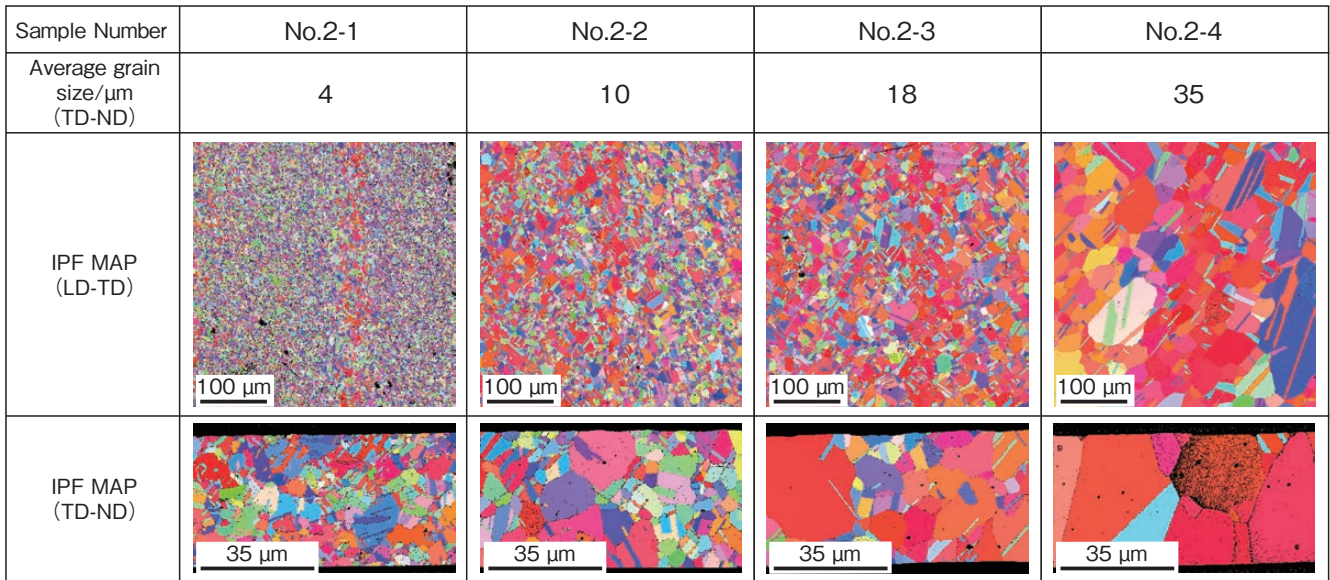 Sample Number No.2-1 No.2-2 No.2-3 No.2-4
Average grain
size/μm
(TD-ND) 4 10 18 35
IPF MAP
(LD-TD)
100 μm 100 μm 100 μm 100 μm
IPF MAP
(TD-ND)
35 μm 35 μm 35 μm 35 μm